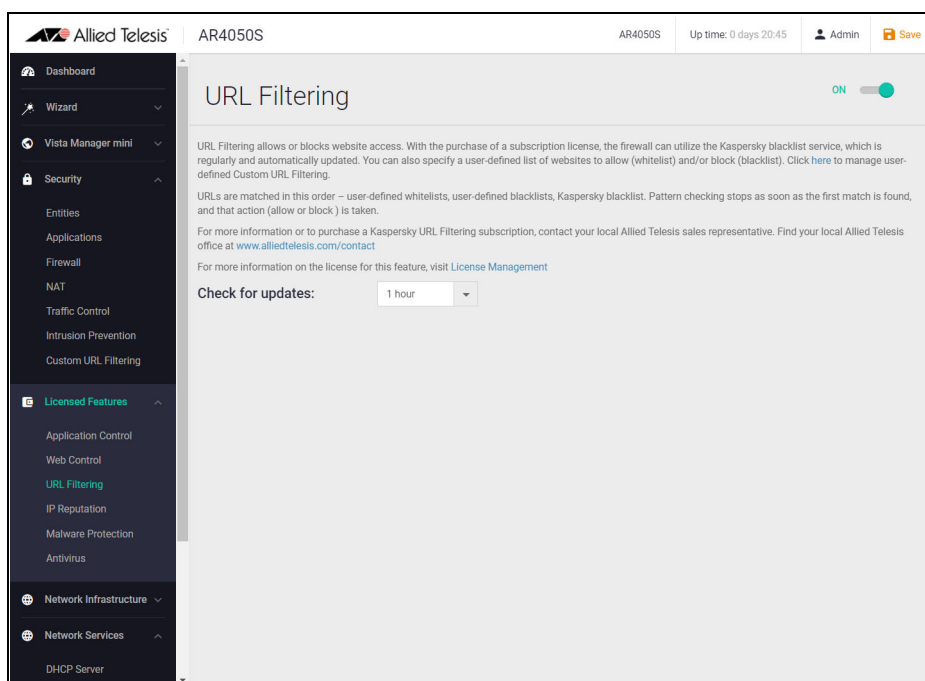 Allied Telesis
AR4050S
AR4050S
Up time: 0 days 20:45
Admin
Save
Dashboard
Wizard
Vista Manager mini
Security
Entities
Applications
Firewall
NAT
Traffic Control
Intrusion Prevention
Custom URL Filtering
Licensed Features
Application Control
Web Control
URL Filtering
IP Reputation
Malware Protection
Antivirus
Network Infrastructure
Network Services
DHCP Server
URL Filtering
ON
URL Filtering allows or blocks website access. With the purchase of a subscription license, the firewall can utilize the Kaspersky blacklist service, which is
regularly and automatically updated. You can also specify a user-defined list of websites to allow (whitelist) and/or block (blacklist). Click here to manage user-
defined Custom URL Filtering.
URLs are matched in this order – user-defined whitelists, user-defined blacklists, Kaspersky blacklist. Pattern checking stops as soon as the first match is found,
and that action (allow or block ) is taken.
For more information or to purchase a Kaspersky URL Filtering subscription, contact your local Allied Telesis sales representative. Find your local Allied Telesis
office at www.alliedtelesis.com/contact
For more information on the license for this feature, visit License Management
Check for updates:
1 hour